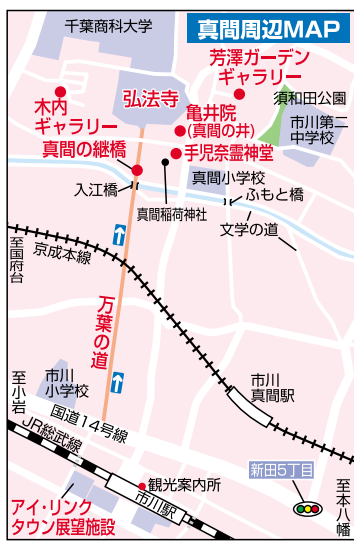 千葉商科大学
真間周辺MAP
芳澤ガーデン
ギャラリー
木内
ギャラリー
弘法寺
須和田公園
亀井院
(真間の井)
市川第二
中学校
真間の継橋
手児奈霊神堂
真間小学校
入江橋
ふもと橋
真間稲荷神社
文学の道
至国府台
京成本線
万葉の道
市川
小学校
市川
真間駅
至小岩
国道14号線
JR総武線
新田5丁目
観光案内所
市川駅
至本八幡
アイ・リンク
タウン展望施設